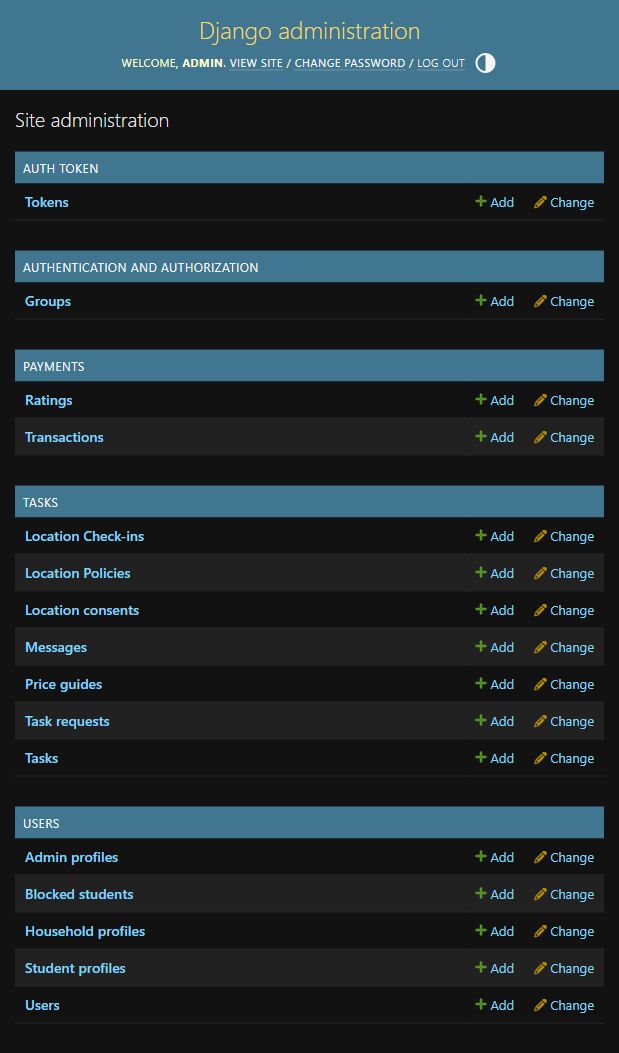 Django administration
WELCOME, ADMIN. VIEW SITE / CHANGE PASSWORD / LOG OUT
Site administration
AUTH TOKEN
Tokens Add Change
AUTHENTICATION AND AUTHORIZATION
Groups Add Change
PAYMENTS
Ratings Add Change
Transactions Add Change
TASKS
Location Check-ins Add Change
Location Policies Add Change
Location consents Add Change
Messages Add Change
Price guides Add Change
Task requests Add Change
Tasks Add Change
USERS
Admin profiles Add Change
Blocked students Add Change
Household profiles Add Change
Student profiles Add Change
Users Add Change